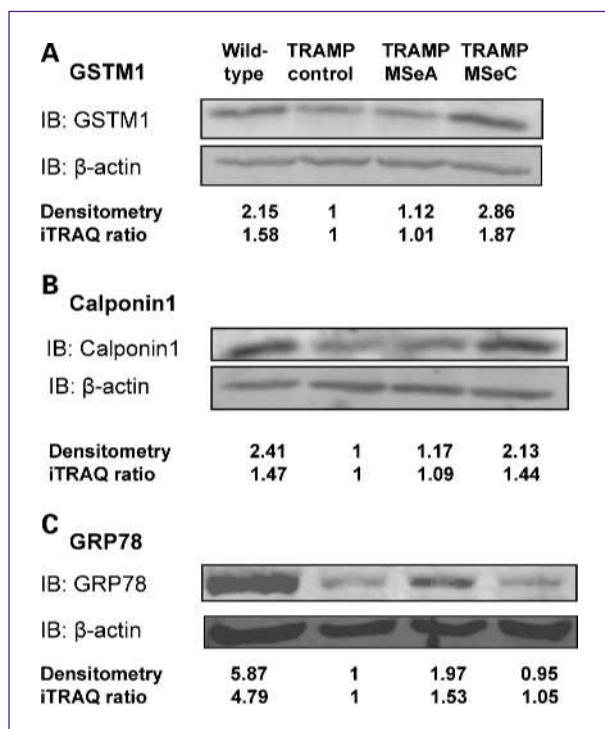 A
GSTM1
Wild-type TRAMP control TRAMP MSeA TRAMP MSeC
IB: GSTM1
IB: β-actin
Densitometry 2.15 1 1.12 2.86
iTRAQ ratio 1.58 1 1.01 1.87
B
Calponin1
IB: Calponin1
IB: β-actin
Densitometry 2.41 1 1.17 2.13
iTRAQ ratio 1.47 1 1.09 1.44
C
GRP78
IB: GRP78
IB: β-actin
Densitometry 5.87 1 1.97 0.95
iTRAQ ratio 4.79 1 1.53 1.05